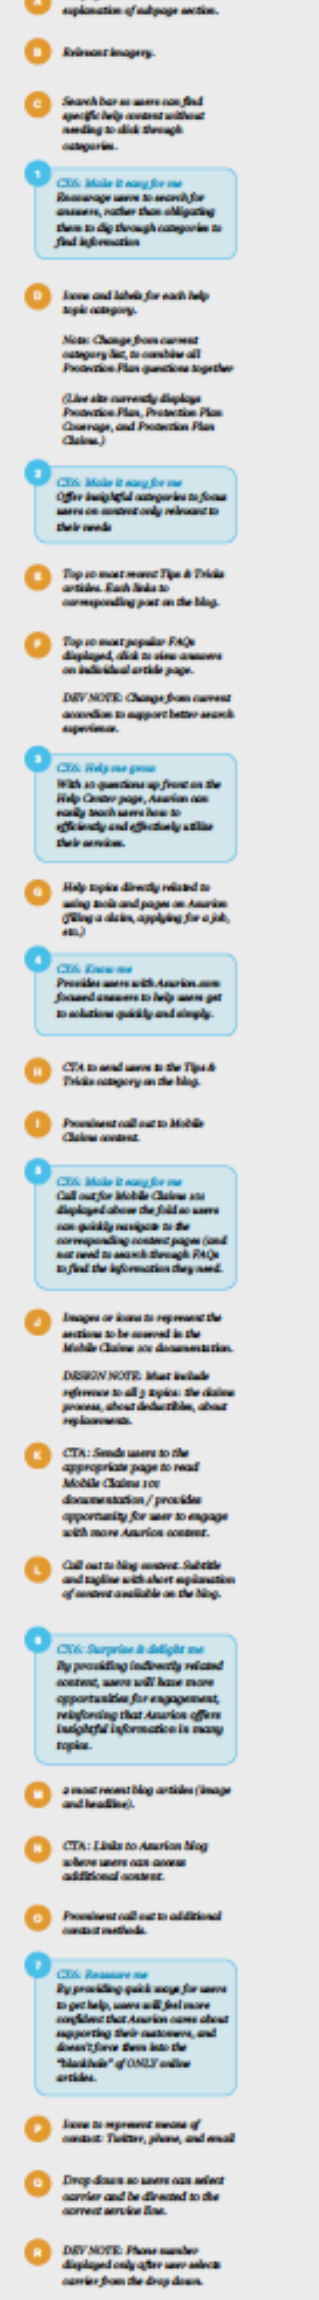 A
explanation of subpage section.
B
Relevant imagery.
C
Search bar so users can find
specific help content without
needing to click through
categories.
1
CX6: Make it easy for me
Encourage users to search for
answers, rather than obligating
them to dig through categories to
find information
D
Icons and labels for each help
topic category.
Note: Change from current
category list, to combine all
Protection Plan questions together
(Live site currently displays
Protection Plan, Protection Plan
Coverage, and Protection Plan
Claims.)
2
CX6: Make it easy for me
Offer insightful categories to focus
users on content only relevant to
their needs
E
Top 10 most recent Tips & Tricks
articles. Each links to
corresponding post on the blog.
F
Top 10 most popular FAQs
displayed, click to view answers
on individual article page.
DEV NOTE: Change from current
accordion to support better search
experience.
3
CX6: Help me grow
With 10 questions up front on the
Help Center page, Asurion can
easily teach users how to
efficiently and effectively utilize
their services.
G
Help topics directly related to
using tools and pages on Asurion
(filing a claim, applying for a job,
etc.)
4
CX6: Know me
Provides users with Asurion.com
focused answers to help users get
to solutions quickly and simply.
H
CTA to send users to the Tips &
Tricks category on the blog.
I
Prominent call out to Mobile
Claims content.
5
CX6: Make it easy for me
Call out for Mobile Claims 101
displayed above the fold so users
can quickly navigate to the
corresponding content pages (and
not need to search through FAQs
to find the information they need.
J
Images or icons to represent the
sections to be covered in the
Mobile Claims 101 documentation.
DESIGN NOTE: Must include
reference to all 3 topics: the claims
process, about deductibles, about
replacements.
K
CTA: Sends users to the
appropriate page to read
Mobile Claims 101
documentation / provides
opportunity for user to engage
with more Asurion content.
L
Call out to blog content. Subtitle
and tagline with short explanation
of content available on the blog.
6
CX6: Surprise & delight me
By providing indirectly related
content, users will have more
opportunities for engagement,
reinforcing that Asurion offers
insightful information in many
topics.
M
2 most recent blog articles (image
and headline).
N
CTA: Links to Asurion blog
where users can access
additional content.
O
Prominent call out to additional
contact methods.
7
CX6: Reassure me
By providing quick ways for users
to get help, users will feel more
confident that Asurion cares about
supporting their customers, and
doesn't force them into the
"blackhole" of ONLY online
articles.
P
Icons to represent means of
contact: Twitter, phone, and email
Q
Drop down so users can select
carrier and be directed to the
correct service line.
R
DEV NOTE: Phone number
displayed only after user selects
carrier from the drop down.